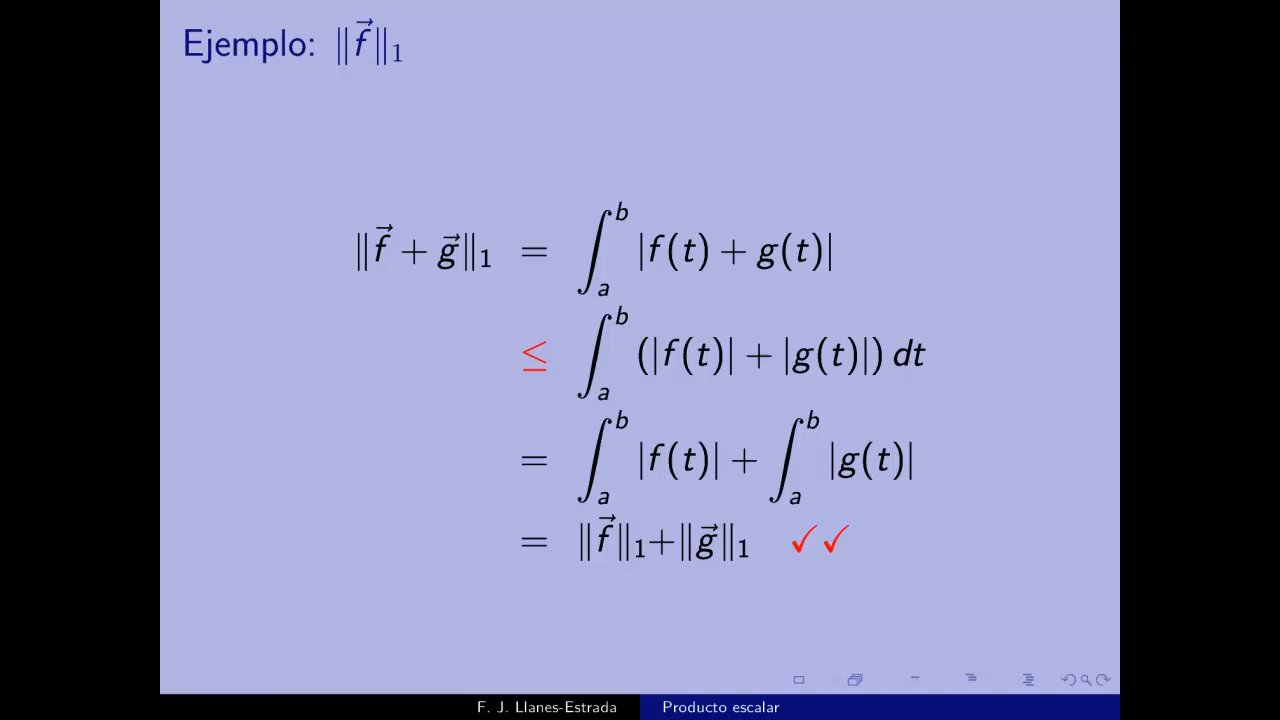 Ejemplo: ‖f⃗‖₁
‖f⃗ + g⃗‖₁ = ∫ₐᵇ |f(t) + g(t)|
≤ ∫ₐᵇ (|f(t)| + |g(t)|) dt
= ∫ₐᵇ |f(t)| + ∫ₐᵇ |g(t)|
= ‖f⃗‖₁+‖g⃗‖₁ ✓✓
F. J. Llanes-Estrada Producto escalar